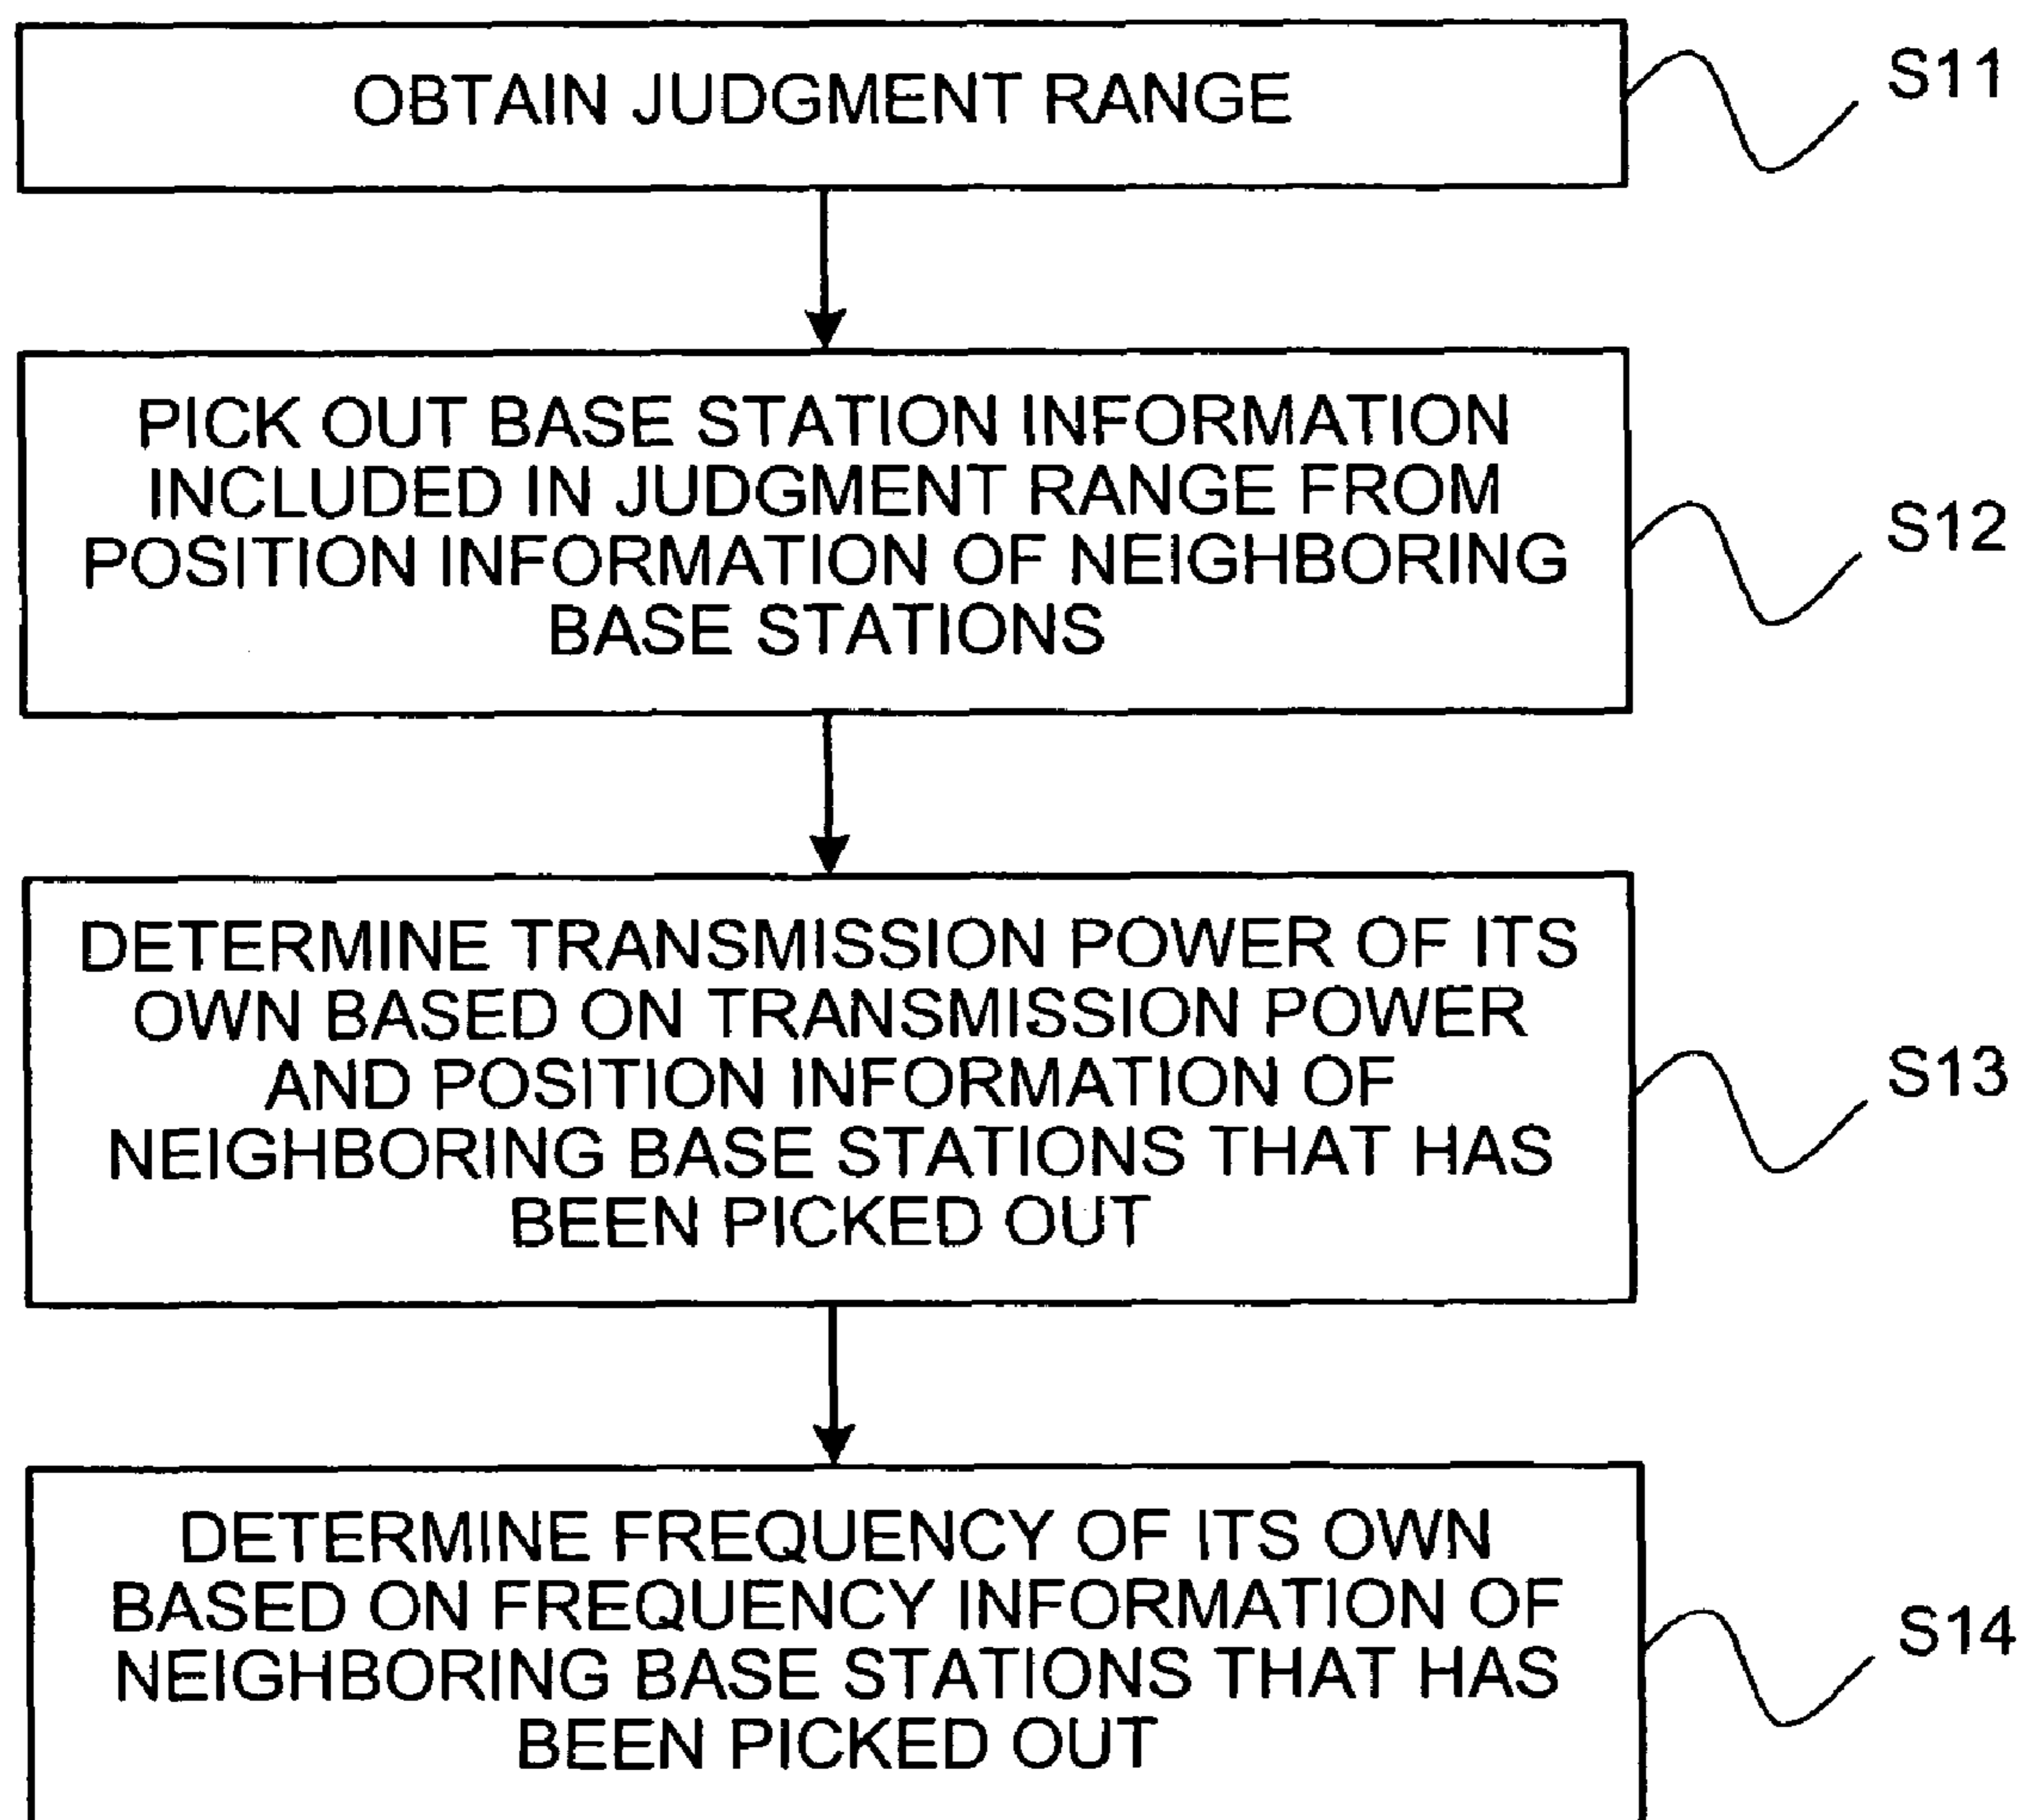 OBTAIN JUDGMENT RANGE
S11
PICK OUT BASE STATION INFORMATION
INCLUDED IN JUDGMENT RANGE FROM
POSITION INFORMATION OF NEIGHBORING
BASE STATIONS
S12
DETERMINE TRANSMISSION POWER OF ITS
OWN BASED ON TRANSMISSION POWER
AND POSITION INFORMATION OF
NEIGHBORING BASE STATIONS THAT HAS
BEEN PICKED OUT
S13
DETERMINE FREQUENCY OF ITS OWN
BASED ON FREQUENCY INFORMATION OF
NEIGHBORING BASE STATIONS THAT HAS
BEEN PICKED OUT
S14